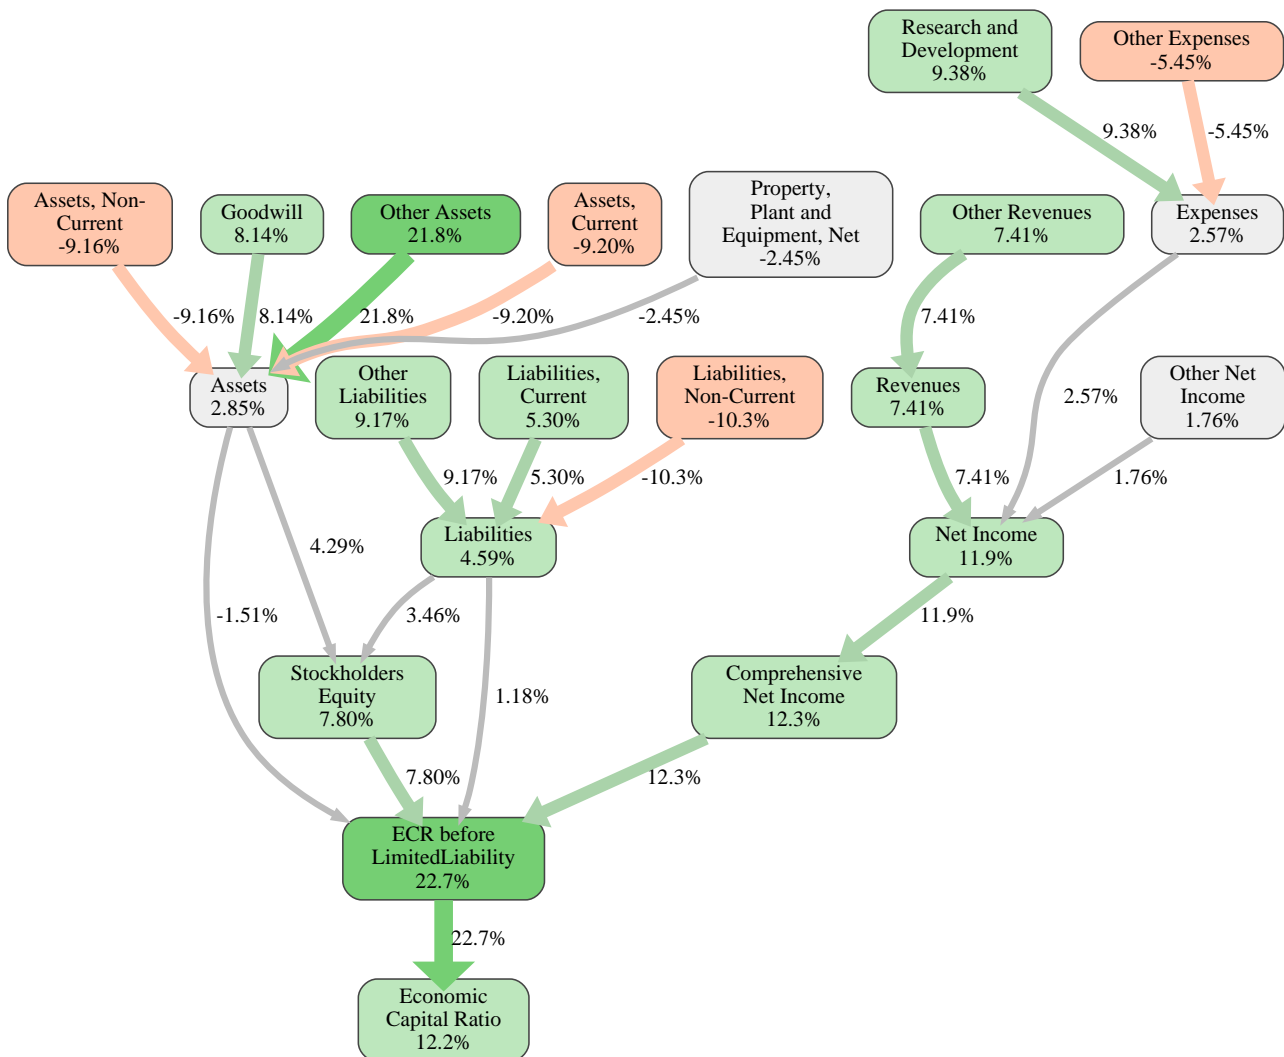 Research and
Development
9.38%
Other Expenses
-5.45%
9.38%
-5.45%
Assets, Non-
Current
-9.16%
Goodwill
8.14%
Other Assets
21.8%
Assets,
Current
-9.20%
Property,
Plant and
Equipment, Net
-2.45%
Other Revenues
7.41%
Expenses
2.57%
-9.16%
8.14%
21.8%
-9.20%
-2.45%
7.41%
Assets
2.85%
Other
Liabilities
9.17%
Liabilities,
Current
5.30%
Liabilities,
Non-Current
-10.3%
Revenues
7.41%
2.57%
Other Net
Income
1.76%
9.17%
5.30%
-10.3%
7.41%
1.76%
Liabilities
4.59%
Net Income
11.9%
4.29%
-1.51%
3.46%
11.9%
Stockholders
Equity
7.80%
1.18%
Comprehensive
Net Income
12.3%
7.80%
12.3%
ECR before
LimitedLiability
22.7%
22.7%
Economic
Capital Ratio
12.2%